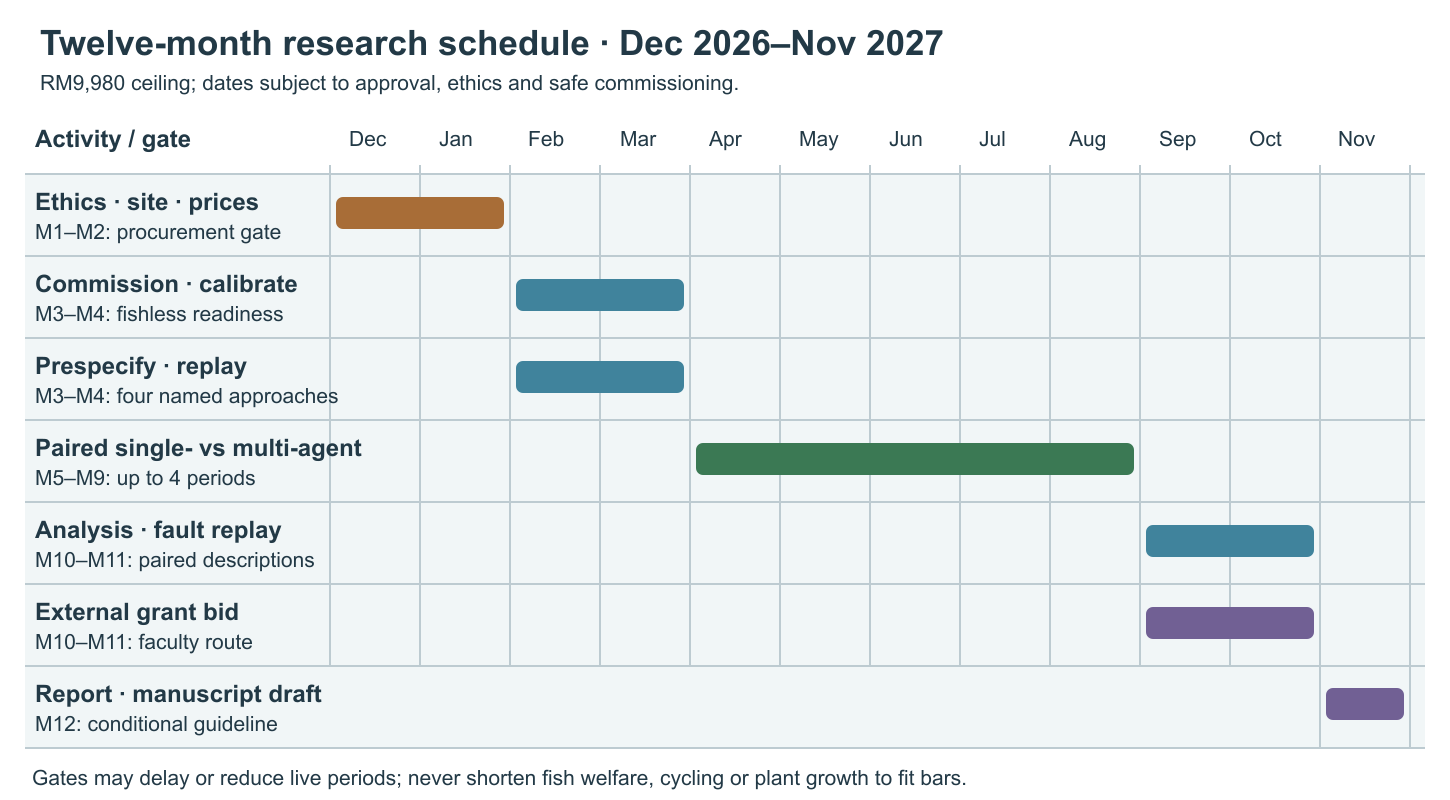 Twelve-month research schedule · Dec 2026–Nov 2027
RM9,980 ceiling; dates subject to approval, ethics and safe commissioning.
Activity / gate Dec Jan Feb Mar Apr May Jun Jul Aug Sep Oct Nov
Ethics · site · prices
M1–M2: procurement gate
Commission · calibrate
M3–M4: fishless readiness
Prespecify · replay
M3–M4: four named approaches
Paired single- vs multi-agent
M5–M9: up to 4 periods
Analysis · fault replay
M10–M11: paired descriptions
External grant bid
M10–M11: faculty route
Report · manuscript draft
M12: conditional guideline
Gates may delay or reduce live periods; never shorten fish welfare, cycling or plant growth to fit bars.